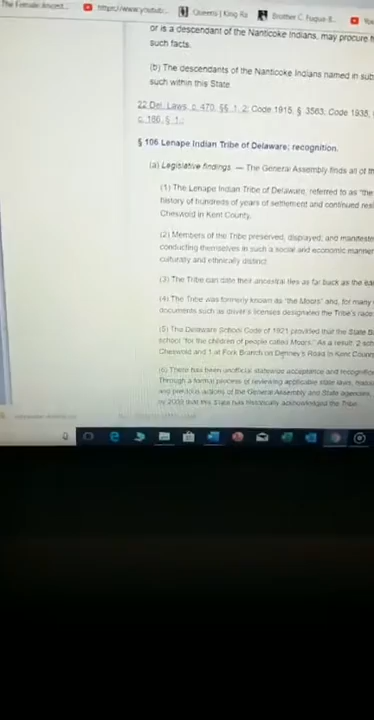 The Female Ancest...
Queens | King Ra
Brother C. Fugua-B...
or is a descendant of the Nanticoke Indians, may procure
such facts.
(b) The descendants of the Nanticoke Indians named in sub
such within this State.
22 Del. Laws, c. 470, §§ 1, 2; Code 1915, § 3563; Code 1935,
c. 166, § 1.;
§ 106 Lenape Indian Tribe of Delaware; recognition.
(a) Legislative findings. — The General Assembly finds all of th
(1) The Lenape Indian Tribe of Delaware, referred to as "the
history of hundreds of years of settlement and continued resi
Cheswold in Kent County.
(2) Members of the Tribe preserved, displayed, and manifeste
conducting themselves in such a social and economic manner
culturally and ethnically distinct.
(3) The Tribe can date their ancestral ties as far back as the ea
(4) The Tribe was formerly known as "the Moors" and, for many
documents such as driver's licenses designated the Tribe's race
(5) The Delaware School Code of 1921 provided that the State B
school "for the children of people called Moors." As a result, 2 sch
Cheswold and 1 at Fork Branch on Denney's Road in Kent Count
(6) There has been unofficial statewide acceptance and recognition
Through a formal process of reviewing applicable state laws,
and previous actions of the General Assembly and State agencies,
that the State has historically acknowledged the Tribe.